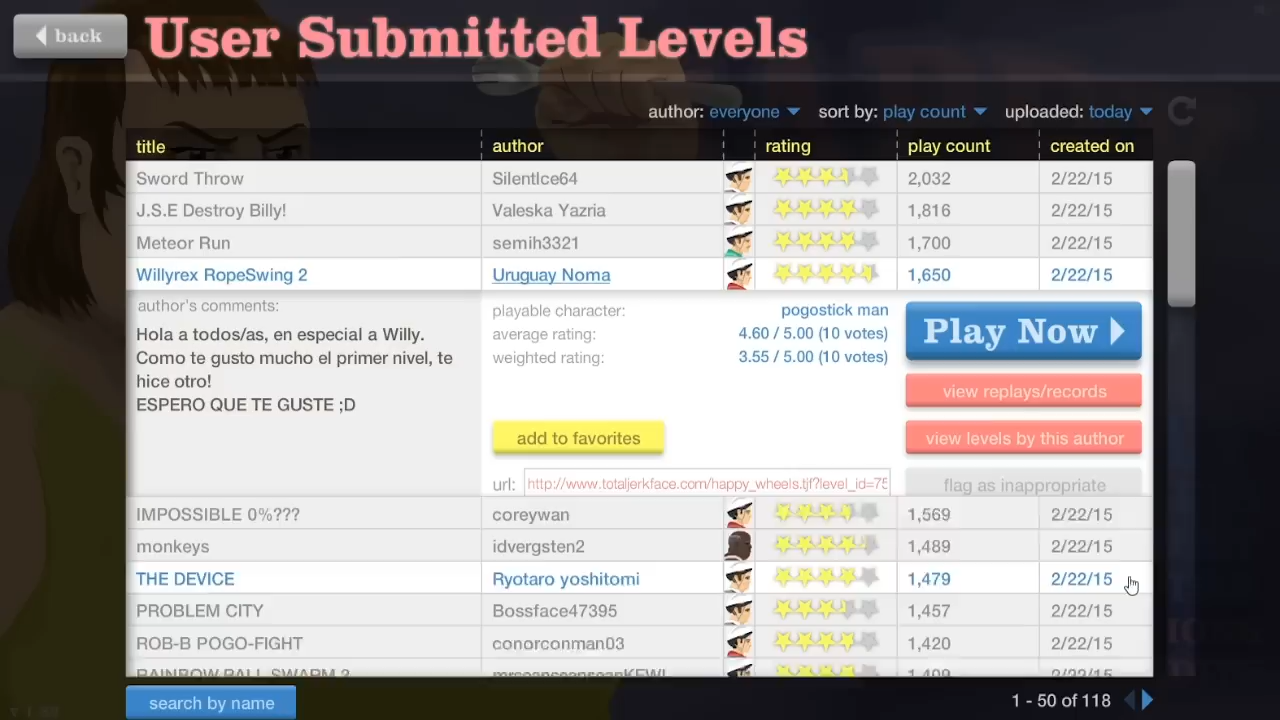 back
User Submitted Levels
author: everyone sort by: play count uploaded: today
title author rating play count created on
Sword Throw SilentIce64 2,032 2/22/15
J.S.E Destroy Billy! Valeska Yazria 1,816 2/22/15
Meteor Run semih3321 1,700 2/22/15
Willyrex RopeSwing 2 Uruguay Noma 1,650 2/22/15
author's comments:
Hola a todos/as, en especial a Willy.
Como te gusto mucho el primer nivel, te
hice otro!
ESPERO QUE TE GUSTE ;D
playable character: pogostick man
average rating: 4.60 / 5.00 (10 votes)
weighted rating: 3.55 / 5.00 (10 votes)
add to favorites
url: http://www.totaljerkface.com/happy_wheels.tjf?level_id=75
Play Now
view replays/records
view levels by this author
flag as inappropriate
IMPOSSIBLE 0%??? coreywan 1,569 2/22/15
monkeys idvergsten2 1,489 2/22/15
THE DEVICE Ryotaro yoshitomi 1,479 2/22/15
PROBLEM CITY Bossface47395 1,457 2/22/15
ROB-B POGO-FIGHT conorconman03 1,420 2/22/15
RAINBOW BALL SWARM 2 2/22/15
search by name
1 - 50 of 118